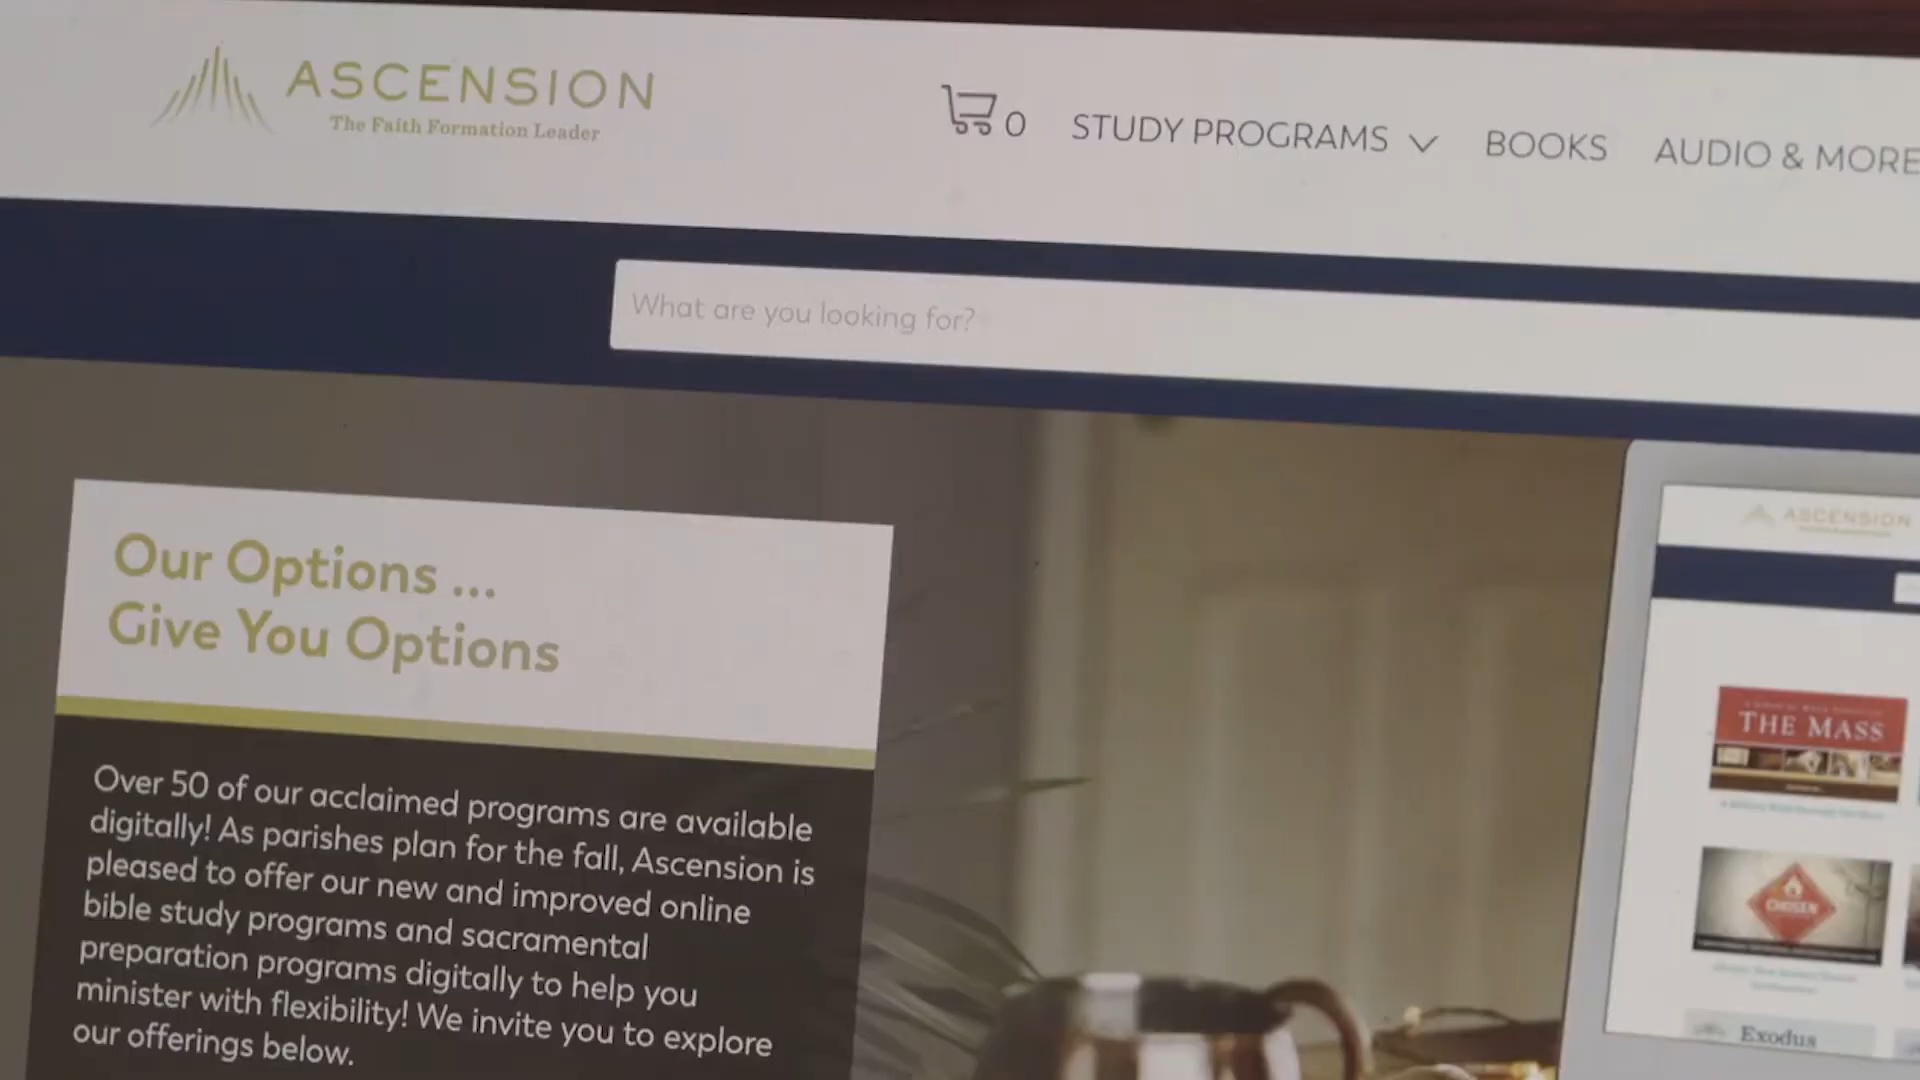 ASCENSION
The Faith Formation Leader
0
STUDY PROGRAMS
BOOKS
AUDIO & MORE
What are you looking for?
Our Options ...
Give You Options
Over 50 of our acclaimed programs are available
digitally! As parishes plan for the fall, Ascension is
pleased to offer our new and improved online
bible study programs and sacramental
preparation programs digitally to help you
minister with flexibility! We invite you to explore
our offerings below.
ASCENSION
THE MASS
CHOSEN
Exodus